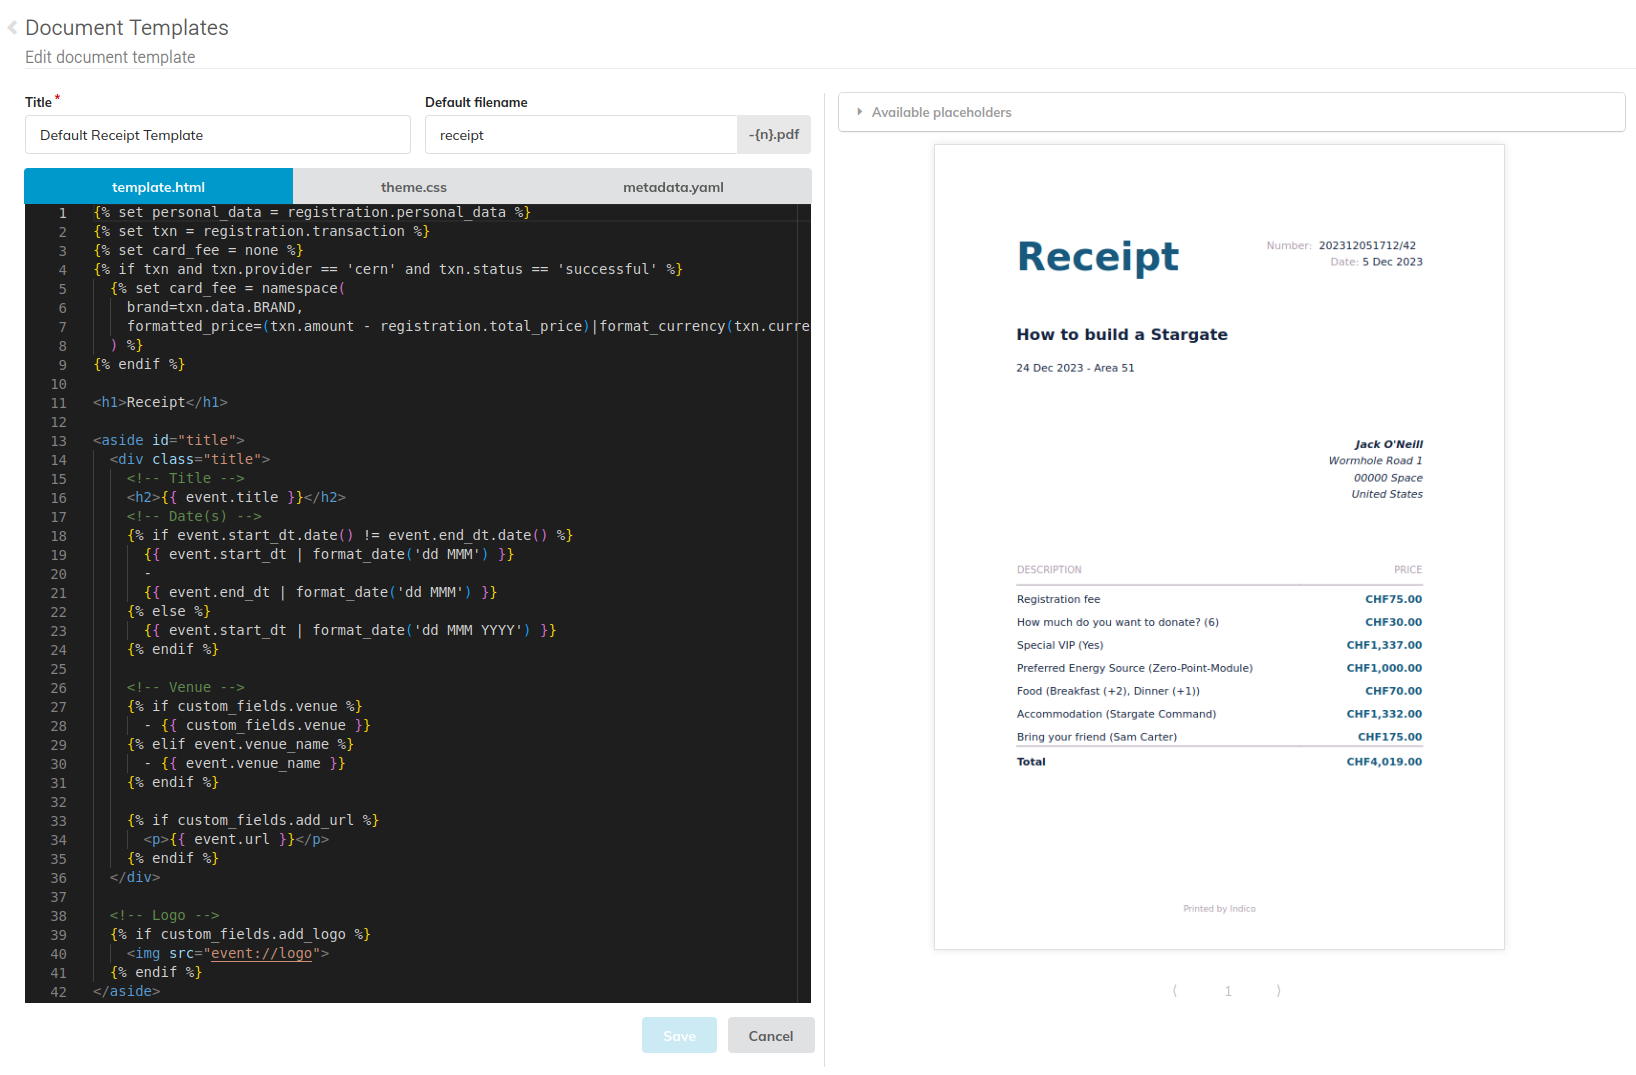 Document Templates
Edit document template
Title *
Default filename
Default Receipt Template
receipt
-{n}.pdf
template.html
theme.css
metadata.yaml
1 {% set personal_data = registration.personal_data %}
2 {% set txn = registration.transaction %}
3 {% set card_fee = none %}
4 {% if txn and txn.provider == 'cern' and txn.status == 'successful' %}
5 {% set card_fee = namespace(
6 brand=txn.data.BRAND,
7 formatted_price=(txn.amount - registration.total_price)|format_currency(txn.curre
8 ) %}
9 {% endif %}
10
11 <h1>Receipt</h1>
12
13 <aside id="title">
14 <div class="title">
15 <!-- Title -->
16 <h2>{{ event.title }}</h2>
17 <!-- Date(s) -->
18 {% if event.start_dt.date() != event.end_dt.date() %}
19 {{ event.start_dt | format_date('dd MMM') }}
20 -
21 {{ event.end_dt | format_date('dd MMM') }}
22 {% else %}
23 {{ event.start_dt | format_date('dd MMM YYYY') }}
24 {% endif %}
25
26 <!-- Venue -->
27 {% if custom_fields.venue %}
28 - {{ custom_fields.venue }}
29 {% elif event.venue_name %}
30 - {{ event.venue_name }}
31 {% endif %}
32
33 {% if custom_fields.add_url %}
34 <p>{{ event.url }}</p>
35 {% endif %}
36 </div>
37
38 <!-- Logo -->
39 {% if custom_fields.add_logo %}
40 <img src="event://logo">
41 {% endif %}
42 </aside>
Save
Cancel
Available placeholders
Receipt
Number: 202312051712/42
Date: 5 Dec 2023
How to build a Stargate
24 Dec 2023 - Area 51
Jack O'Neill
Wormhole Road 1
00000 Space
United States
DESCRIPTION PRICE
Registration fee CHF75.00
How much do you want to donate? (6) CHF30.00
Special VIP (Yes) CHF1,337.00
Preferred Energy Source (Zero-Point-Module) CHF1,000.00
Food (Breakfast (+2), Dinner (+1)) CHF70.00
Accommodation (Stargate Command) CHF1,332.00
Bring your friend (Sam Carter) CHF175.00
Total CHF4,019.00
Printed by Indico
⟨ 1 ⟩